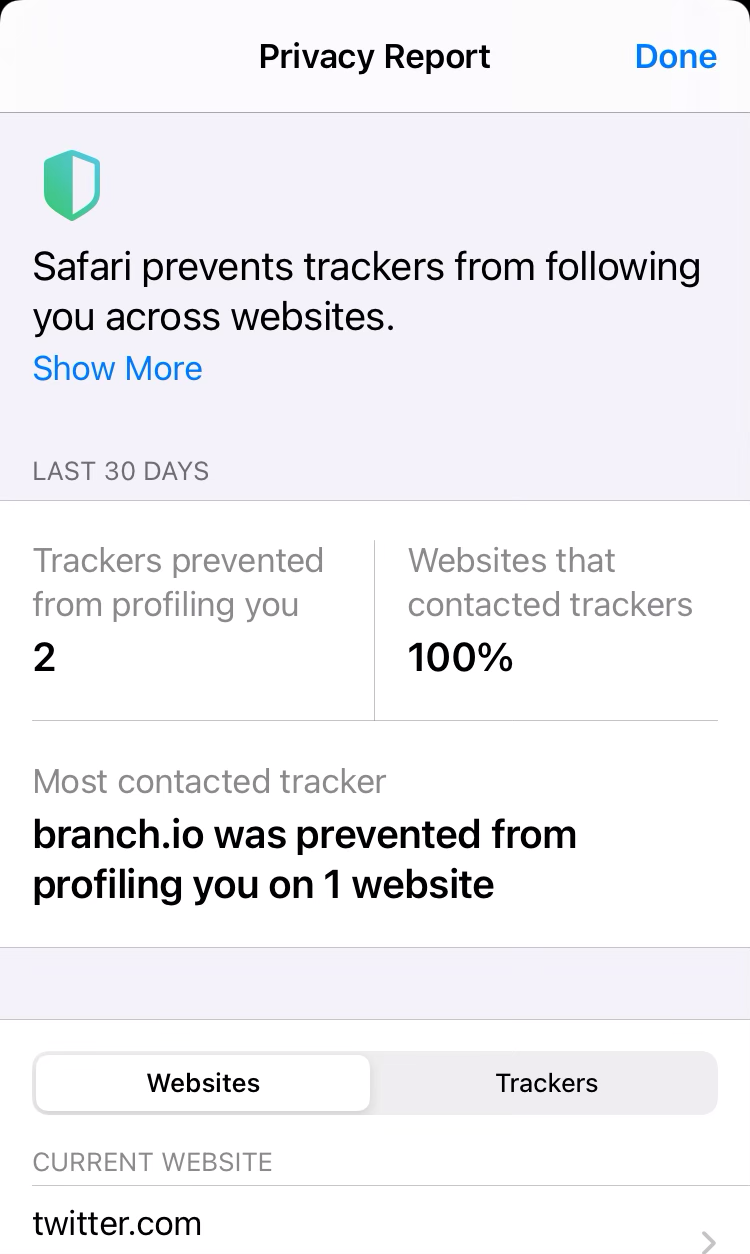 Privacy Report
Done
Safari prevents trackers from following
you across websites.
Show More
LAST 30 DAYS
Trackers prevented
from profiling you
2
Websites that
contacted trackers
100%
Most contacted tracker
branch.io was prevented from
profiling you on 1 website
Websites
Trackers
CURRENT WEBSITE
twitter.com